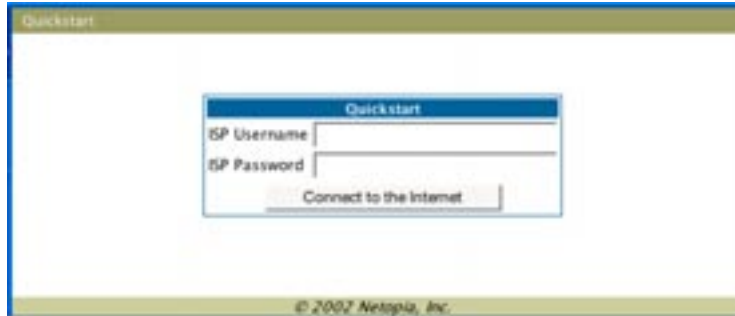 Quickstart
Quickstart
ISP Username
ISP Password
Connect to the Internet
© 2002 Netopia, Inc.